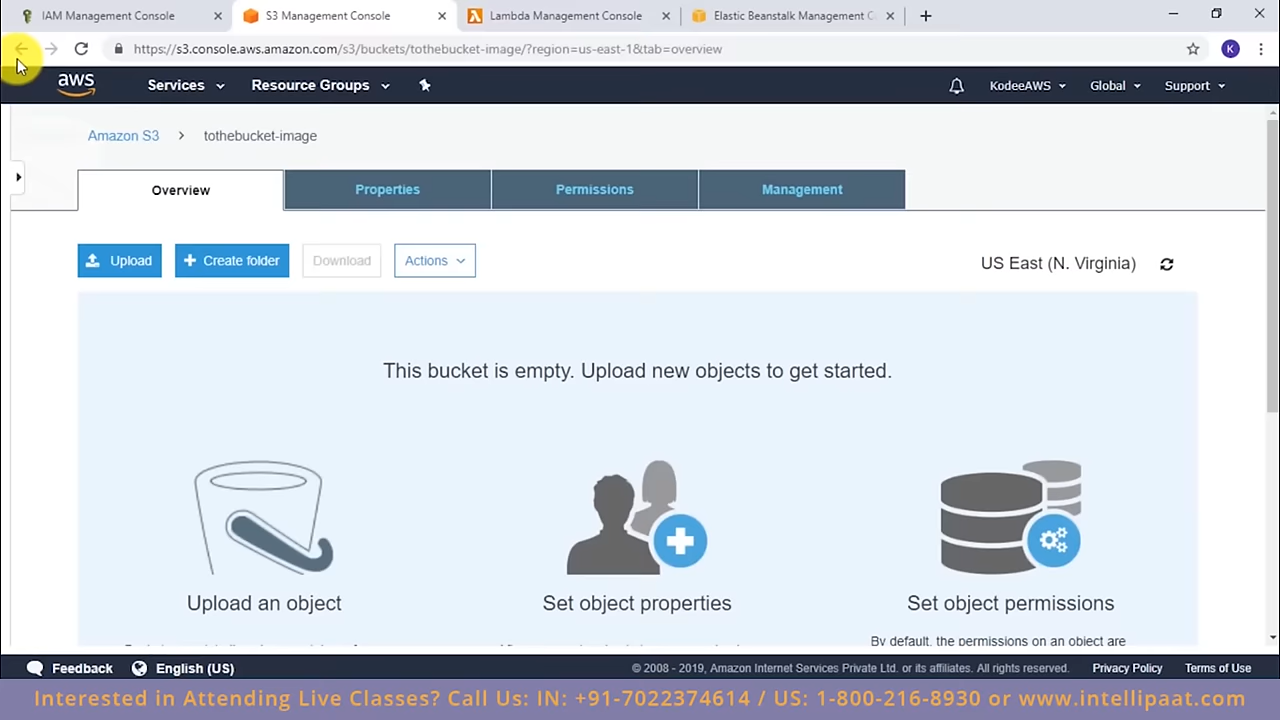 IAM Management Console
S3 Management Console
Lambda Management Console
Elastic Beanstalk Management Co
https://s3.console.aws.amazon.com/s3/buckets/tothebucket-image/?region=us-east-1&tab=overview
K
aws
Services
Resource Groups
KodeeAWS
Global
Support
Amazon S3
tothebucket-image
Overview
Properties
Permissions
Management
Upload
Create folder
Download
Actions
US East (N. Virginia)
This bucket is empty. Upload new objects to get started.
Upload an object
Set object properties
Set object permissions
By default, the permissions on an object are
Feedback
English (US)
© 2008 - 2019, Amazon Internet Services Private Ltd. or its affiliates. All rights reserved.
Privacy Policy
Terms of Use
Interested in Attending Live Classes? Call Us: IN: +91-7022374614 / US: 1-800-216-8930 or www.intellipaat.com